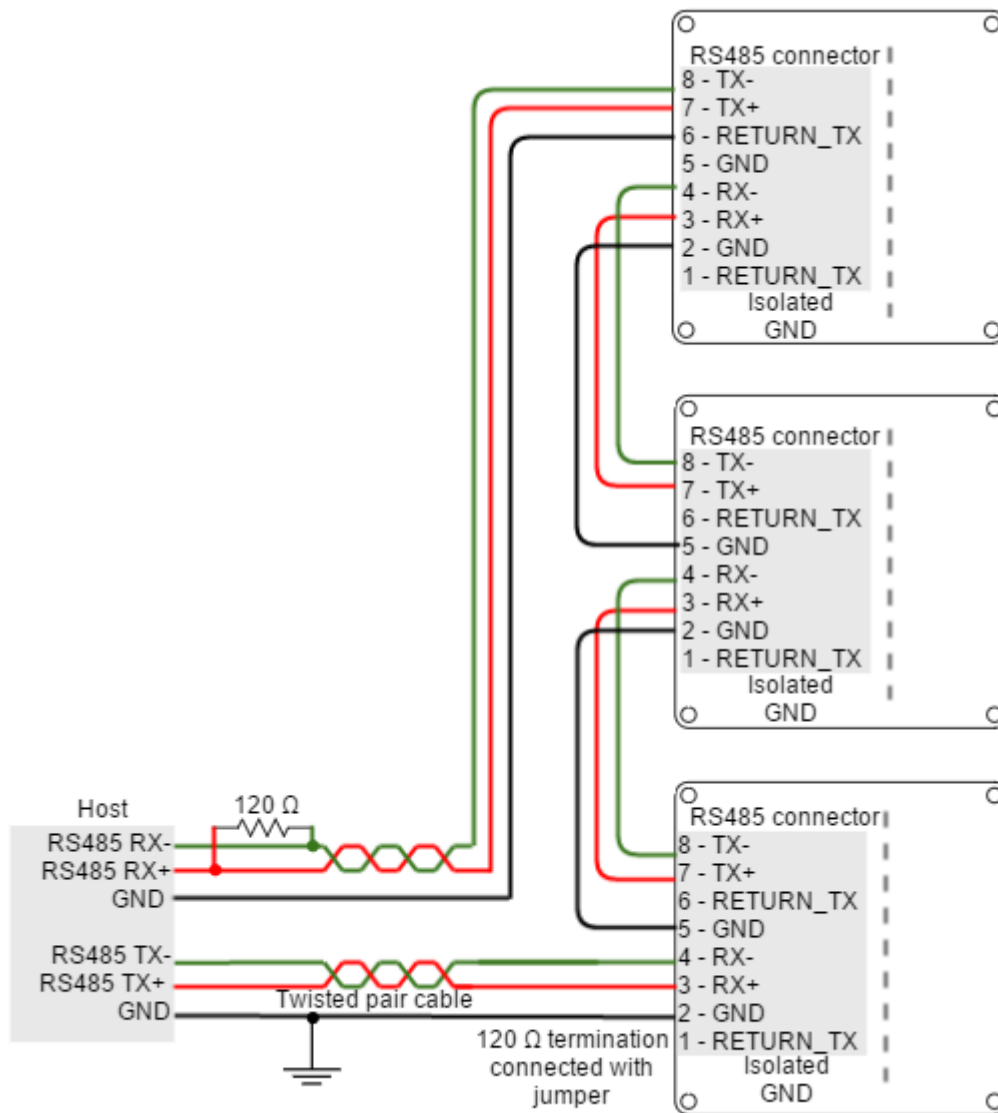 RS485 connector
8 - TX-
7 - TX+
6 - RETURN_TX
5 - GND
4 - RX-
3 - RX+
2 - GND
1 - RETURN_TX
Isolated
GND
RS485 connector
8 - TX-
7 - TX+
6 - RETURN_TX
5 - GND
4 - RX-
3 - RX+
2 - GND
1 - RETURN_TX
Isolated
GND
Host
120 Ω
RS485 RX-
RS485 RX+
GND
RS485 TX-
RS485 TX+
GND
Twisted pair cable
RS485 connector
8 - TX-
7 - TX+
6 - RETURN_TX
5 - GND
4 - RX-
3 - RX+
2 - GND
1 - RETURN_TX
Isolated
GND
120 Ω termination
connected with
jumper